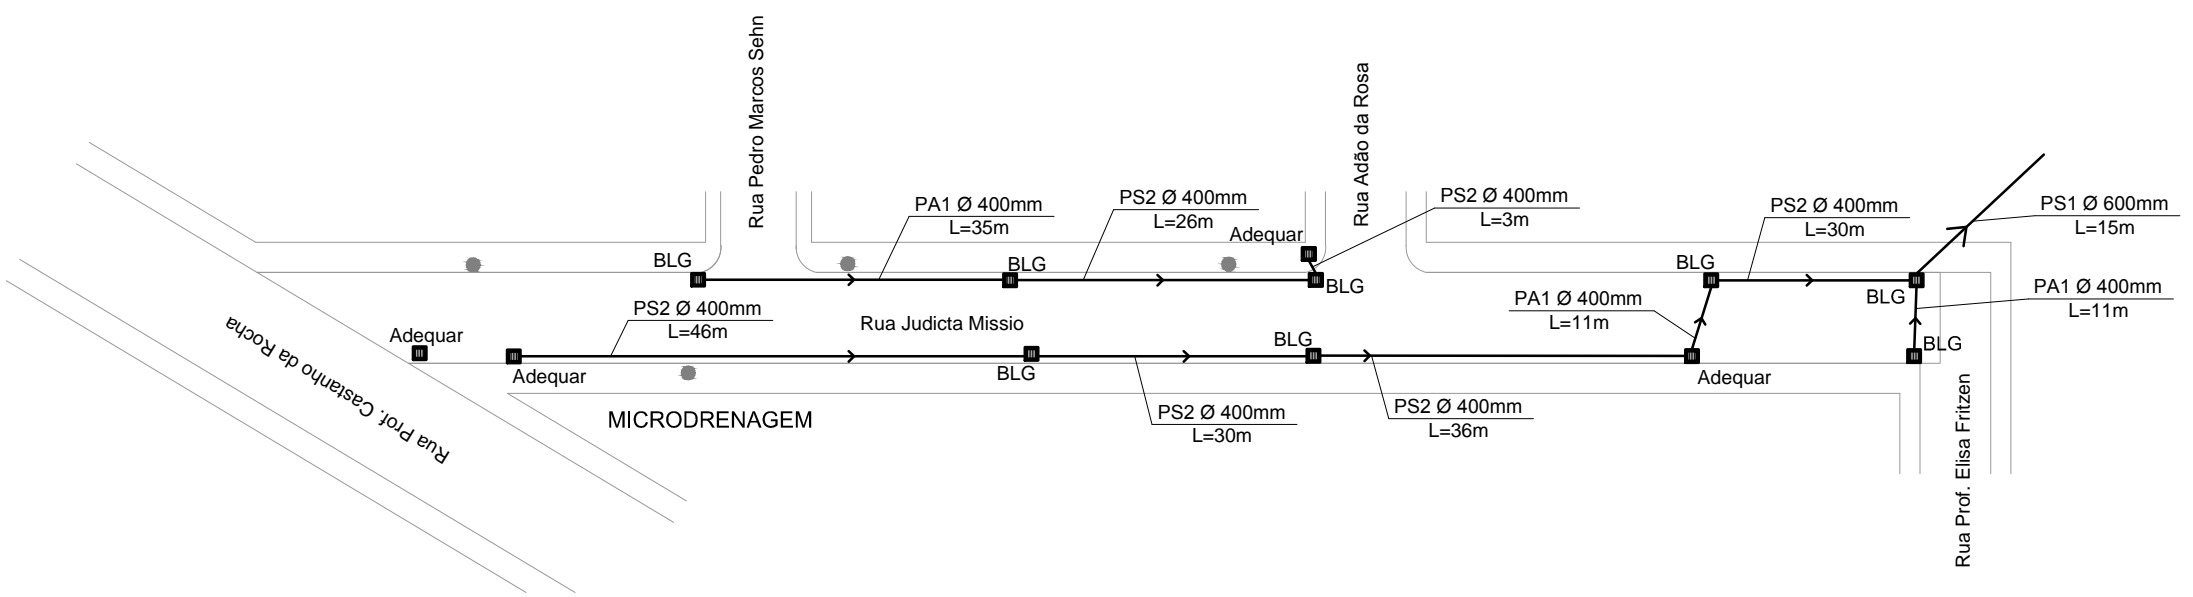 Rua Pedro Marcos Sehn
Rua Adão da Rosa
PA1 Ø 400mm
L=35m
PS2 Ø 400mm
L=26m
PS2 Ø 400mm
L=3m
PS2 Ø 400mm
L=30m
PS1 Ø 600mm
L=15m
Adequar
BLG
BLG
BLG
BLG
BLG
PA1 Ø 400mm
L=11m
PA1 Ø 400mm
L=11m
PS2 Ø 400mm
L=46m
Rua Judicta Missio
Adequar
BLG
BLG
Adequar
BLG
Adequar
Rua Prof. Castanho da Rocha
MICRODRENAGEM
PS2 Ø 400mm
L=30m
PS2 Ø 400mm
L=36m
Rua Prof. Elisa Fritzen